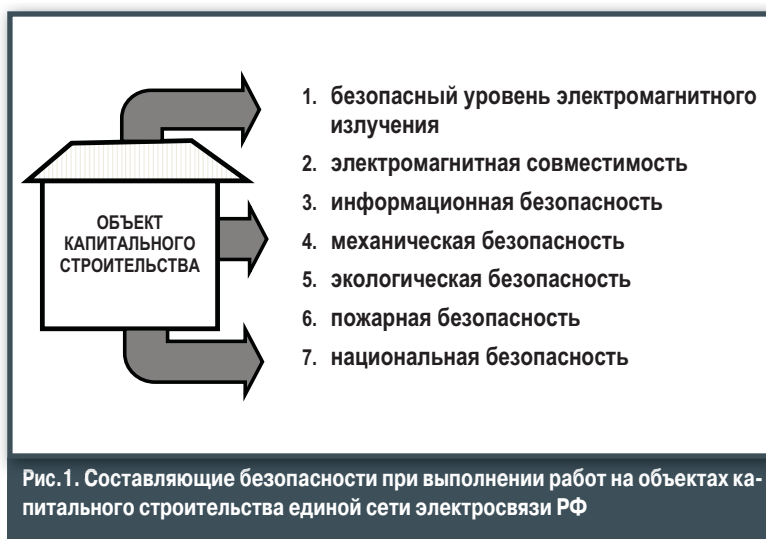 ОБЪЕКТ
КАПИТАЛЬНОГО
СТРОИТЕЛЬСТВА
1. безопасный уровень электромагнитного
излучения
2. электромагнитная совместимость
3. информационная безопасность
4. механическая безопасность
5. экологическая безопасность
6. пожарная безопасность
7. национальная безопасность
Рис.1. Составляющие безопасности при выполнении работ на объектах ка-
питального строительства единой сети электросвязи РФ